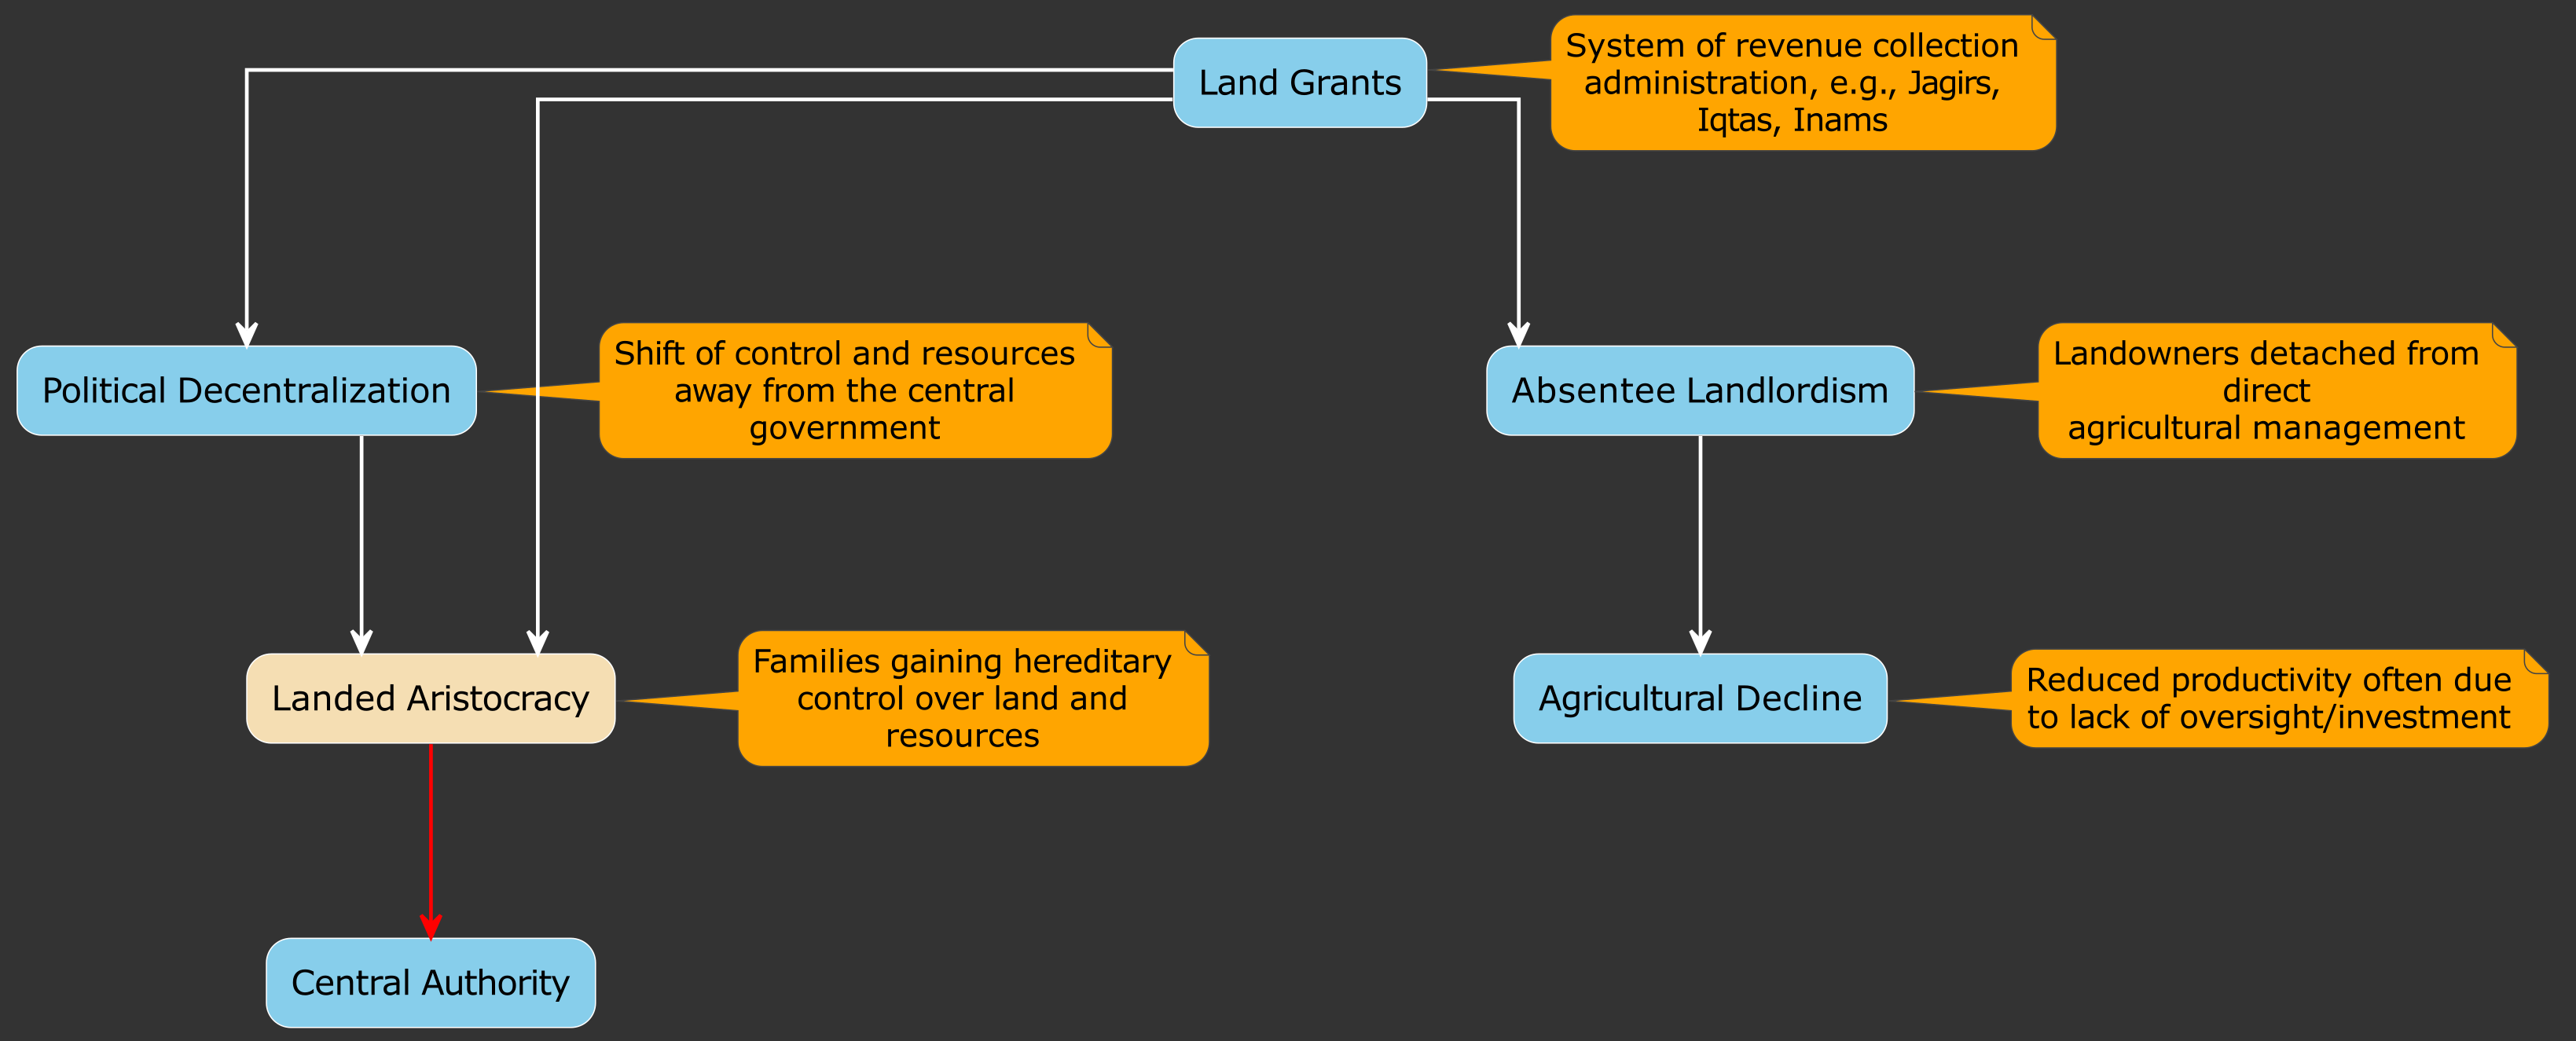 Land Grants
System of revenue collection
administration, e.g., Jagirs,
Iqtas, Inams
Political Decentralization
Shift of control and resources
away from the central
government
Absentee Landlordism
Landowners detached from
direct
agricultural management
Landed Aristocracy
Families gaining hereditary
control over land and
resources
Agricultural Decline
Reduced productivity often due
to lack of oversight/investment
Central Authority